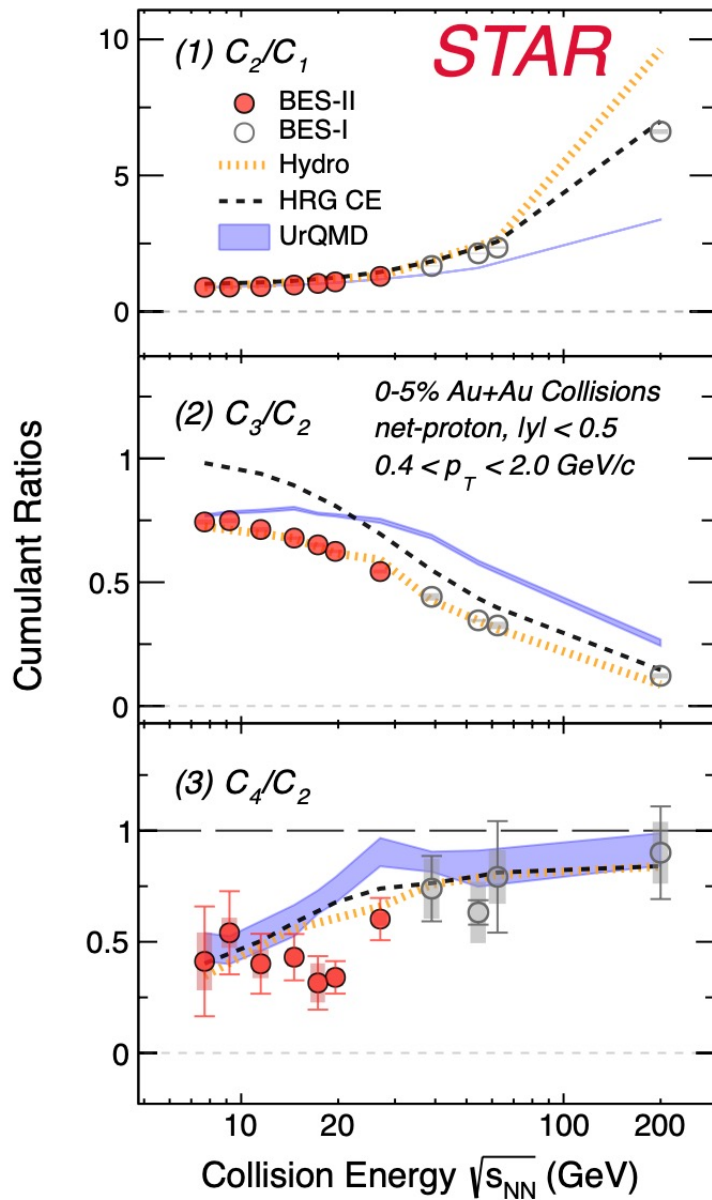 STAR
(1) C2/C1
BES-II
BES-I
Hydro
HRG CE
UrQMD
10
5
0
(2) C3/C2
0-5% Au+Au Collisions
net-proton, |y| < 0.5
0.4 < pT < 2.0 GeV/c
1
0.5
0
(3) C4/C2
1
0.5
0
Cumulant Ratios
10 20 100 200
Collision Energy √sNN (GeV)